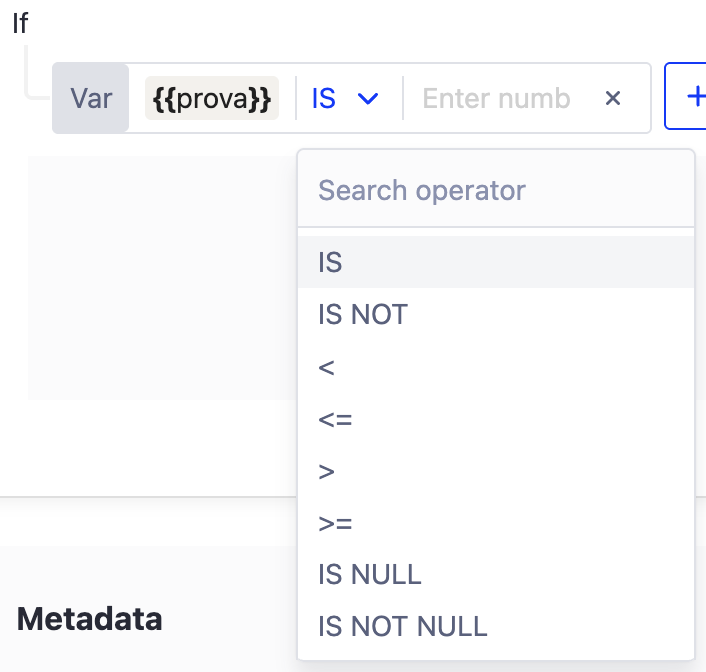 If
Var {{prova}} IS Enter numb × +
Search operator
IS
IS NOT
<
<=
>
>=
IS NULL
IS NOT NULL
Metadata